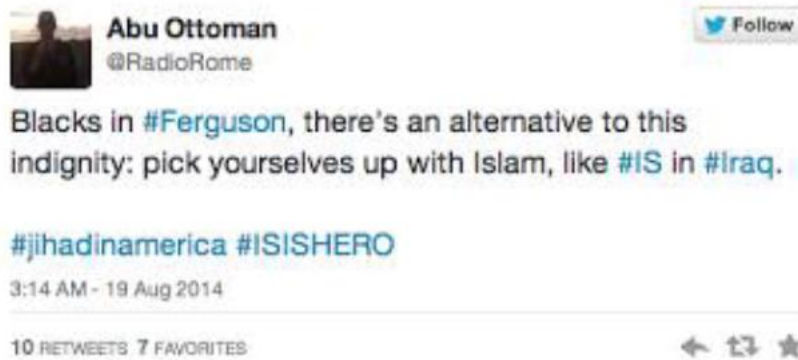 Abu Ottoman
Follow
@RadioRome
Blacks in #Ferguson, there's an alternative to this
indignity: pick yourselves up with Islam, like #IS in #Iraq.
#jihadinamerica #ISISHERO
3:14 AM - 19 Aug 2014
10 RETWEETS 7 FAVORITES